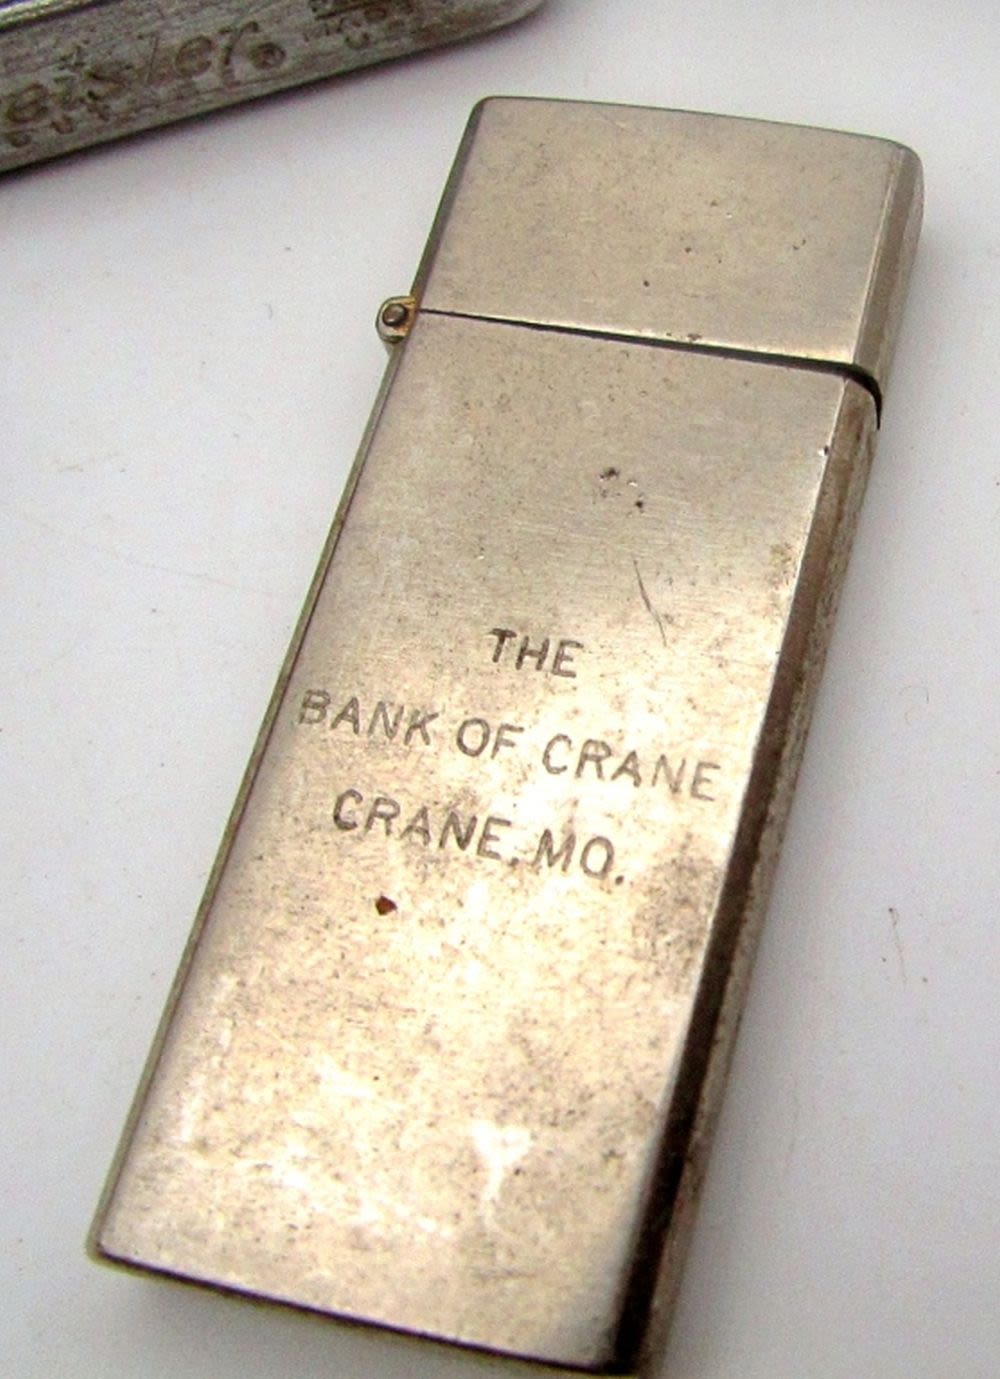 THE
BANK OF CRANE
CRANE, MO.